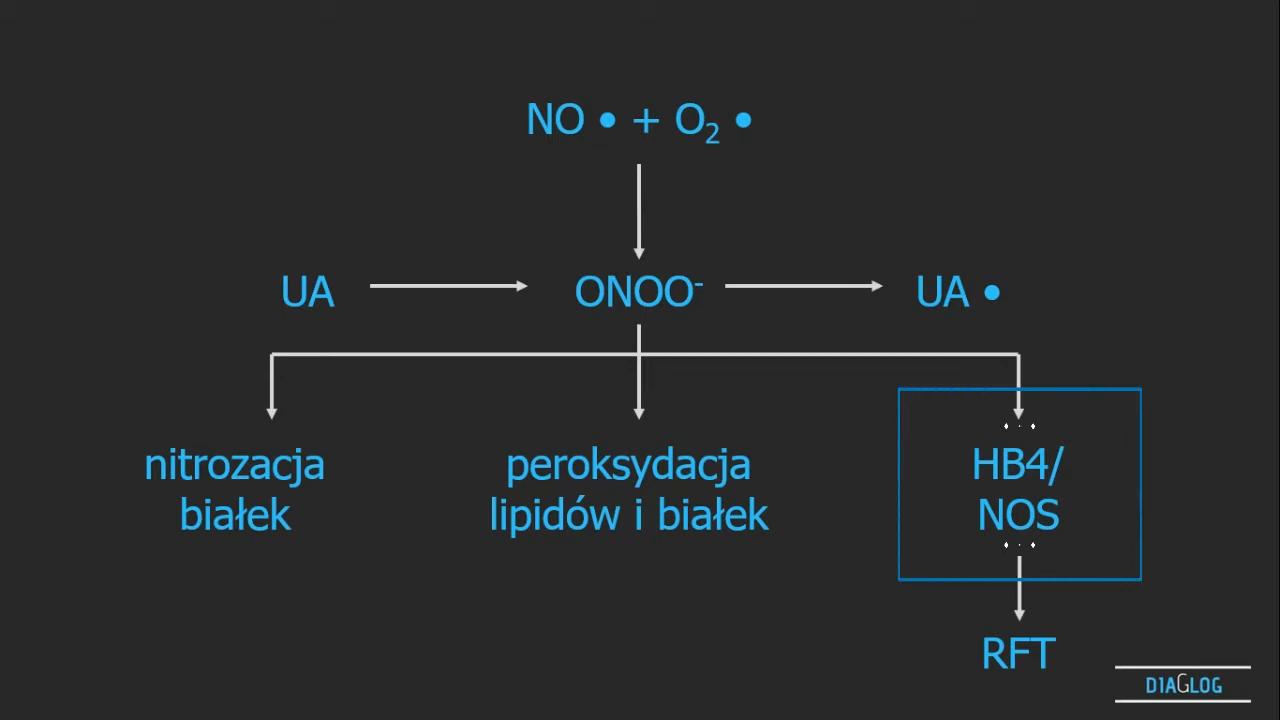 NO • + O₂ •
UA ONOO⁻ UA •
nitrozacja
białek
peroksydacja
lipidów i białek
HB4/
NOS
RFT
DIAGLOG